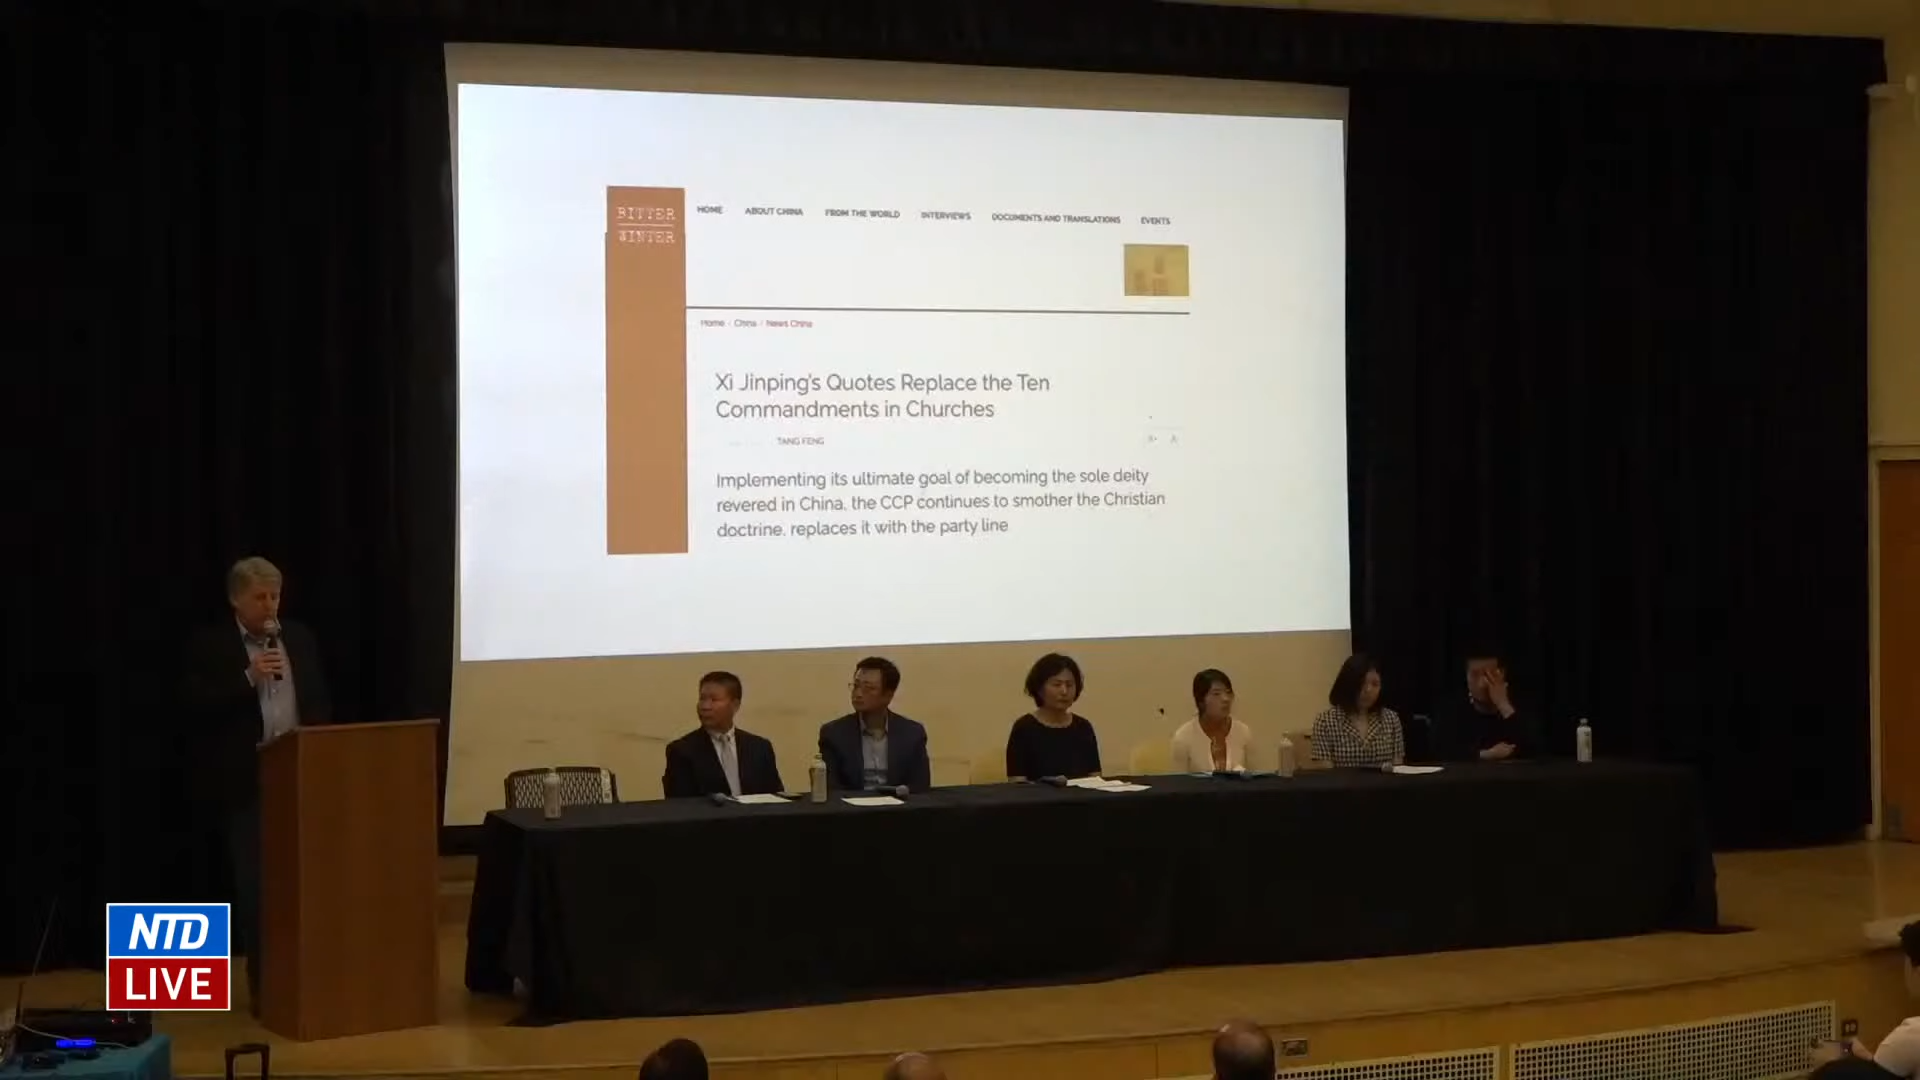 BITTER
WINTER
HOME ABOUT CHINA FROM THE WORLD INTERVIEWS DOCUMENTS AND TRANSLATIONS EVENTS
Home China News China
Xi Jinping's Quotes Replace the Ten
Commandments in Churches
TANG FENG
A+ A
Implementing its ultimate goal of becoming the sole deity
revered in China, the CCP continues to smother the Christian
doctrine, replaces it with the party line
NTD
LIVE